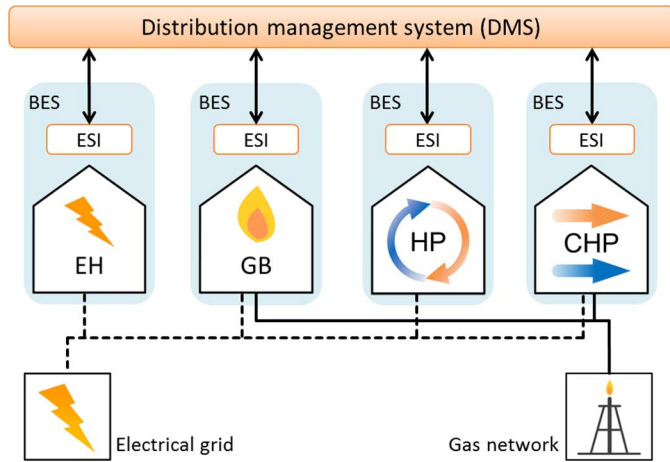 Distribution management system (DMS)
BES
BES
BES
BES
ESI
ESI
ESI
ESI
EH
GB
HP
CHP
Electrical grid
Gas network